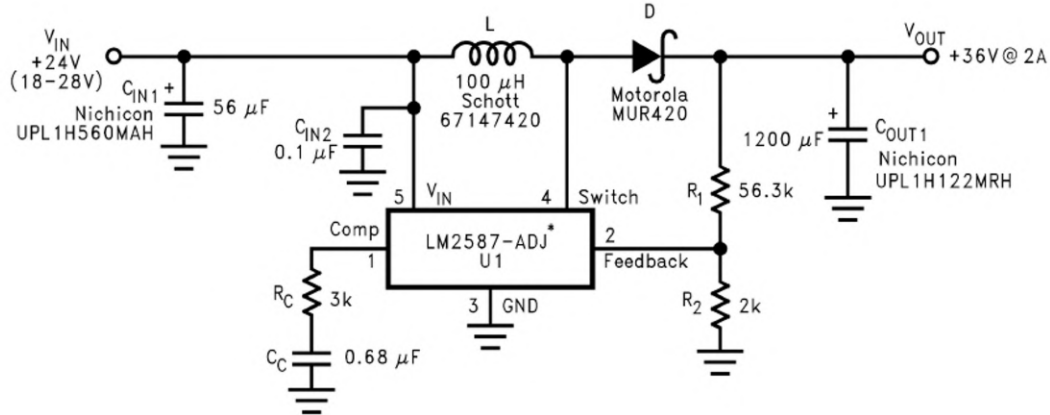 V_IN
+24V
(18-28V)
C_IN1
+
Nichicon
UPL1H560MAH
56 μF
C_IN2
0.1 μF
L
100 μH
Schott
67147420
D
Motorola
MUR420
V_OUT
+36V @ 2A
1200 μF
+
C_OUT1
Nichicon
UPL1H122MRH
R_1
56.3k
5
V_IN
4
Switch
Comp
1
LM2587-ADJ*
U1
2
Feedback
3
GND
R_C
3k
R_2
2k
C_C
0.68 μF